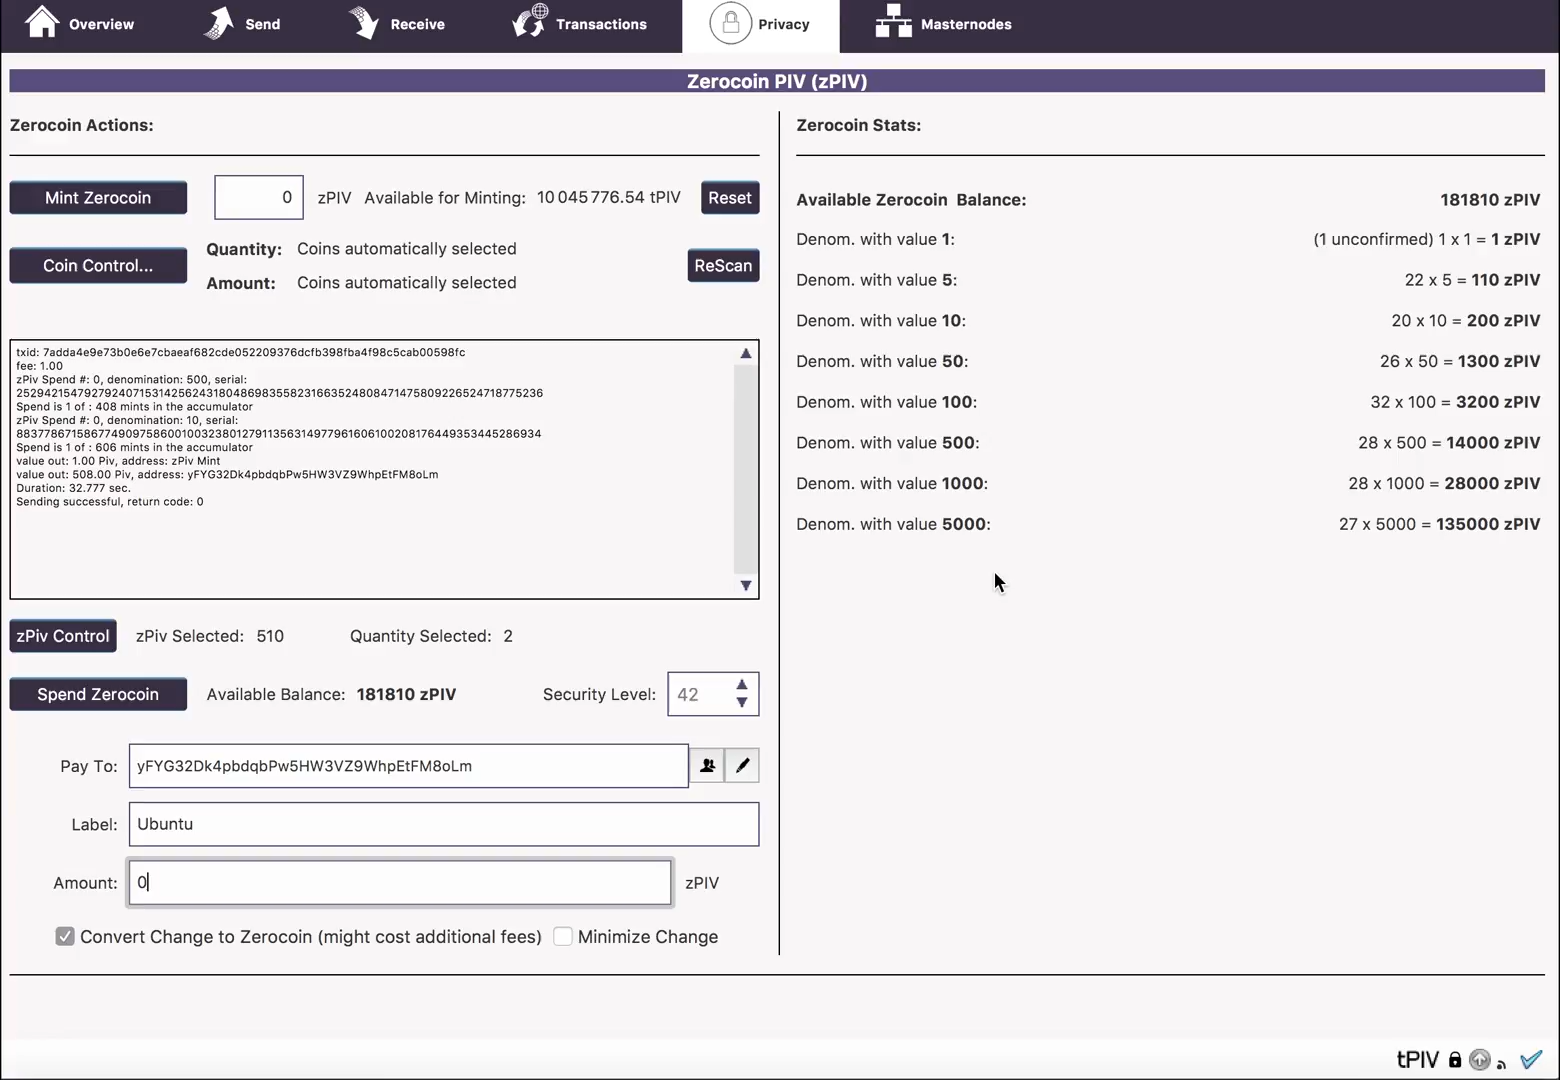 Overview Send Receive Transactions Privacy Masternodes
Zerocoin PIV (zPIV)
Zerocoin Actions:
Mint Zerocoin 0 zPIV Available for Minting: 10 045 776.54 tPIV Reset
Coin Control... Quantity: Coins automatically selected ReScan
Amount: Coins automatically selected
txid: 7adda4e9e73b0e6e7cbaeaf682cde052209376dcfb398fba4f98c5cab00598fc
fee: 1.00
zPiv Spend #: 0, denomination: 500, serial:
25294215479279240715314256243180486983558231663524808471475809226524718775236
Spend is 1 of : 408 mints in the accumulator
zPiv Spend #: 0, denomination: 10, serial:
88377867158677490975860010032380127911356314977961606100208176449353445286934
Spend is 1 of : 606 mints in the accumulator
value out: 1.00 Piv, address: zPiv Mint
value out: 508.00 Piv, address: yFYG32Dk4pbdqbPw5HW3VZ9WhpEtFM8oLm
Duration: 32.777 sec.
Sending successful, return code: 0
zPiv Control zPiv Selected: 510 Quantity Selected: 2
Spend Zerocoin Available Balance: 181810 zPIV Security Level: 42
Pay To: yFYG32Dk4pbdqbPw5HW3VZ9WhpEtFM8oLm
Label: Ubuntu
Amount: 0 zPIV
Convert Change to Zerocoin (might cost additional fees) Minimize Change
Zerocoin Stats:
Available Zerocoin Balance: 181810 zPIV
Denom. with value 1: (1 unconfirmed) 1 x 1 = 1 zPIV
Denom. with value 5: 22 x 5 = 110 zPIV
Denom. with value 10: 20 x 10 = 200 zPIV
Denom. with value 50: 26 x 50 = 1300 zPIV
Denom. with value 100: 32 x 100 = 3200 zPIV
Denom. with value 500: 28 x 500 = 14000 zPIV
Denom. with value 1000: 28 x 1000 = 28000 zPIV
Denom. with value 5000: 27 x 5000 = 135000 zPIV
tPIV